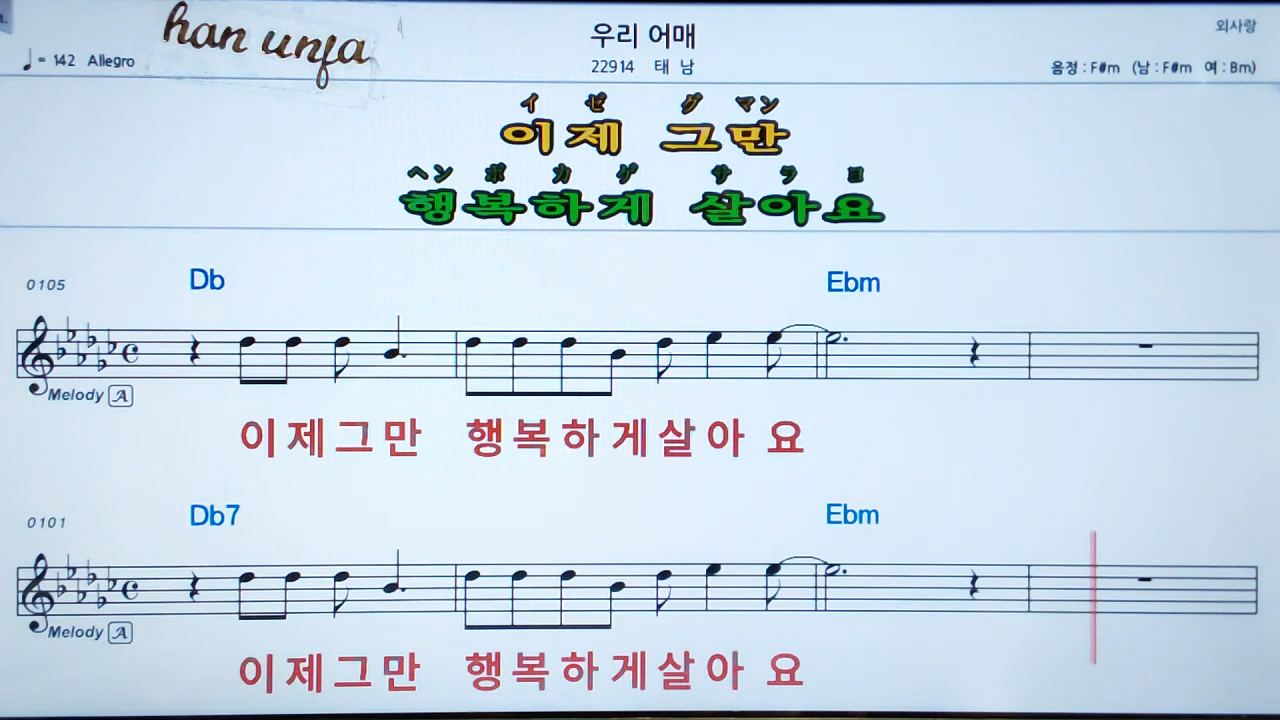 han unfa
우리 어매
외사랑
♩= 142 Allegro
22914 태 남
음정 : F#m (남 : F#m 여 : Bm)
イ ゼ グ マン
이제 그만
ヘン ボ カ ゲ サ ラ ヨ
행복하게 살아요
0105
Db
Ebm
Melody A
이 제 그 만 행 복 하 게 살 아 요
0101
Db7
Ebm
Melody A
이 제 그 만 행 복 하 게 살 아 요